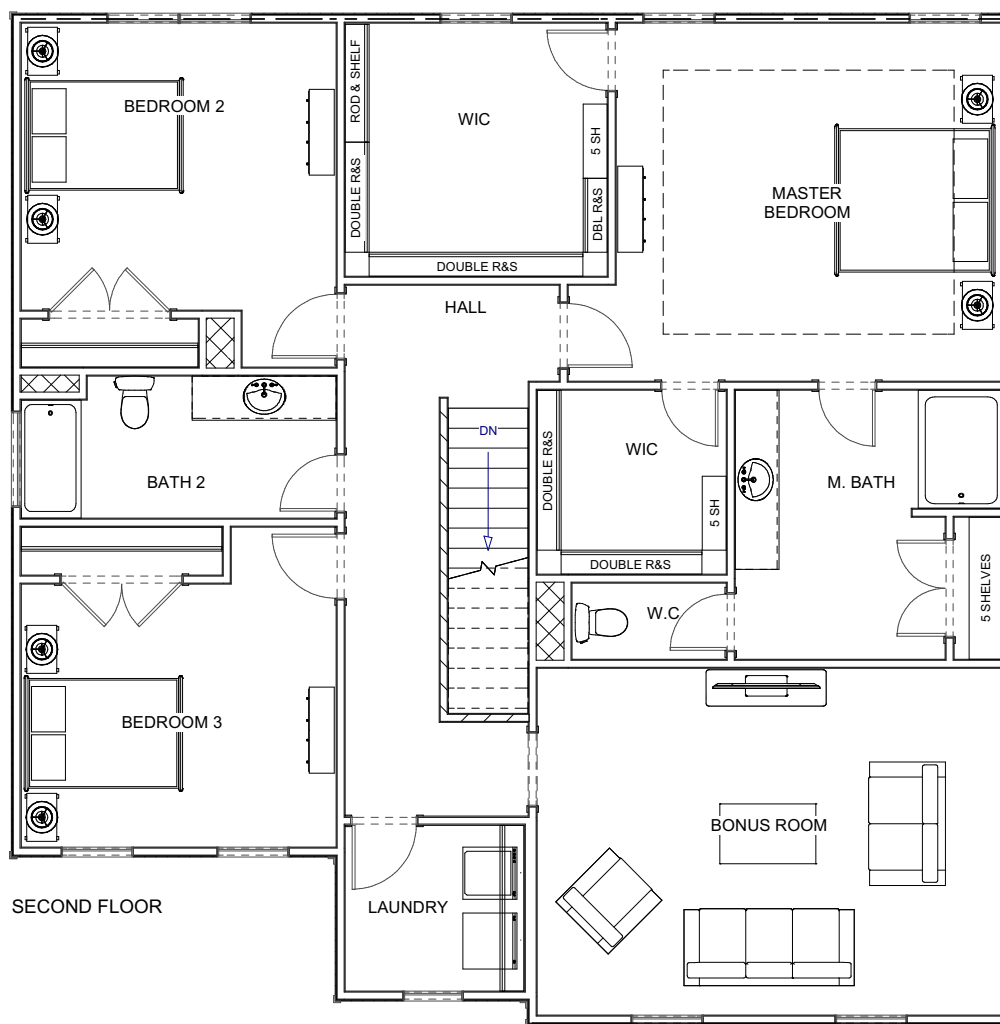 BEDROOM 2
ROD & SHELF
DOUBLE R&S
WIC
5 SH
DBL R&S
DOUBLE R&S
MASTER
BEDROOM
HALL
DN
BATH 2
DOUBLE R&S
WIC
5 SH
DOUBLE R&S
M. BATH
5 SHELVES
W.C
BEDROOM 3
BONUS ROOM
LAUNDRY
SECOND FLOOR